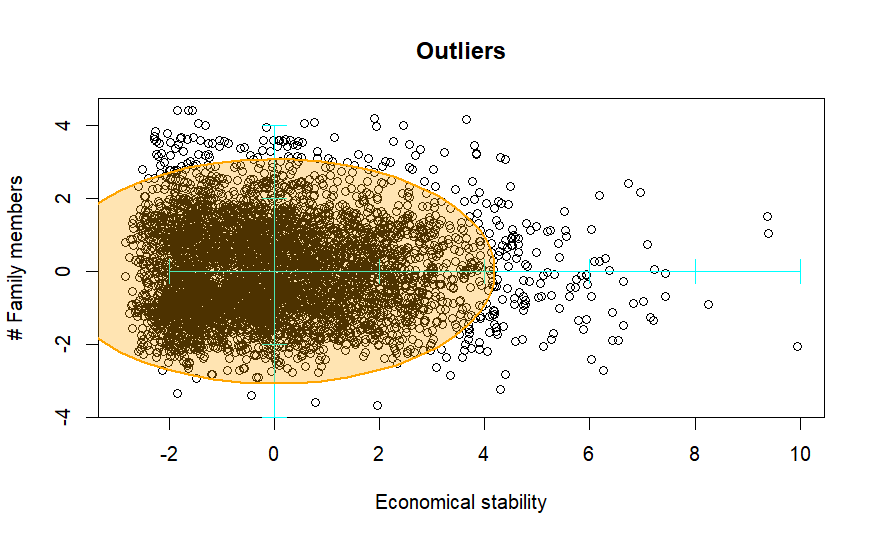 Outliers
# Family members
4
2
0
-2
-4
-2 0 2 4 6 8 10
Economical stability